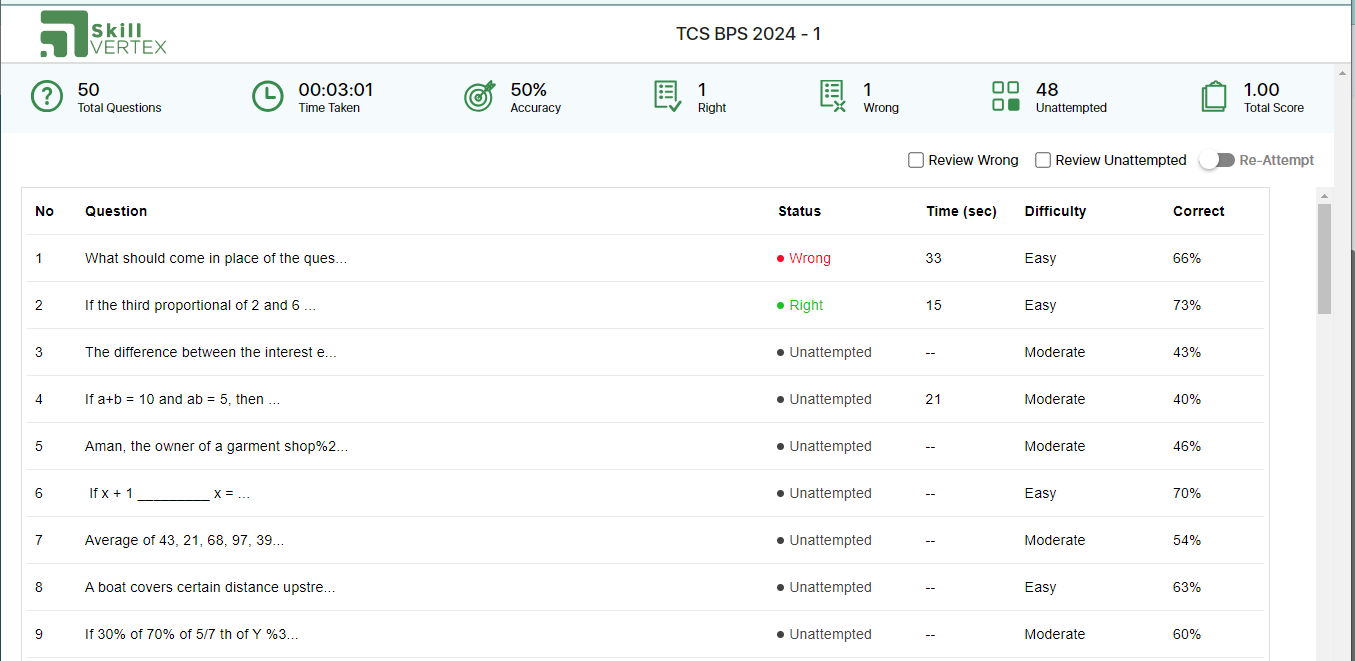 Skill
VERTEX
TCS BPS 2024 - 1
50
Total Questions
00:03:01
Time Taken
50%
Accuracy
1
Right
1
Wrong
48
Unattempted
1.00
Total Score
Review Wrong Review Unattempted Re-Attempt
No Question Status Time (sec) Difficulty Correct
1 What should come in place of the ques... Wrong 33 Easy 66%
2 If the third proportional of 2 and 6 ... Right 15 Easy 73%
3 The difference between the interest e... Unattempted -- Moderate 43%
4 If a+b = 10 and ab = 5, then ... Unattempted 21 Moderate 40%
5 Aman, the owner of a garment shop%2... Unattempted -- Moderate 46%
6 If x + 1 _________ x = ... Unattempted -- Easy 70%
7 Average of 43, 21, 68, 97, 39... Unattempted -- Moderate 54%
8 A boat covers certain distance upstre... Unattempted -- Easy 63%
9 If 30% of 70% of 5/7 th of Y %3... Unattempted -- Moderate 60%